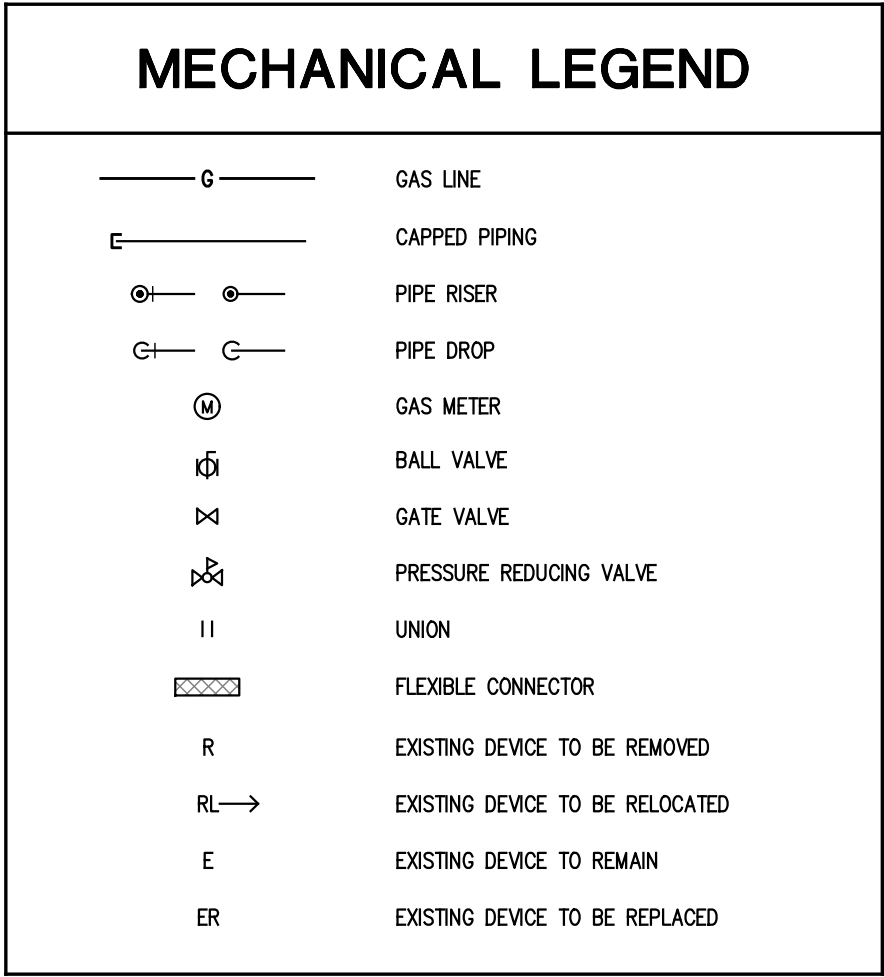 MECHANICAL LEGEND
G GAS LINE
CAPPED PIPING
PIPE RISER
PIPE DROP
M GAS METER
BALL VALVE
GATE VALVE
PRESSURE REDUCING VALVE
UNION
FLEXIBLE CONNECTOR
R EXISTING DEVICE TO BE REMOVED
RL EXISTING DEVICE TO BE RELOCATED
E EXISTING DEVICE TO REMAIN
ER EXISTING DEVICE TO BE REPLACED